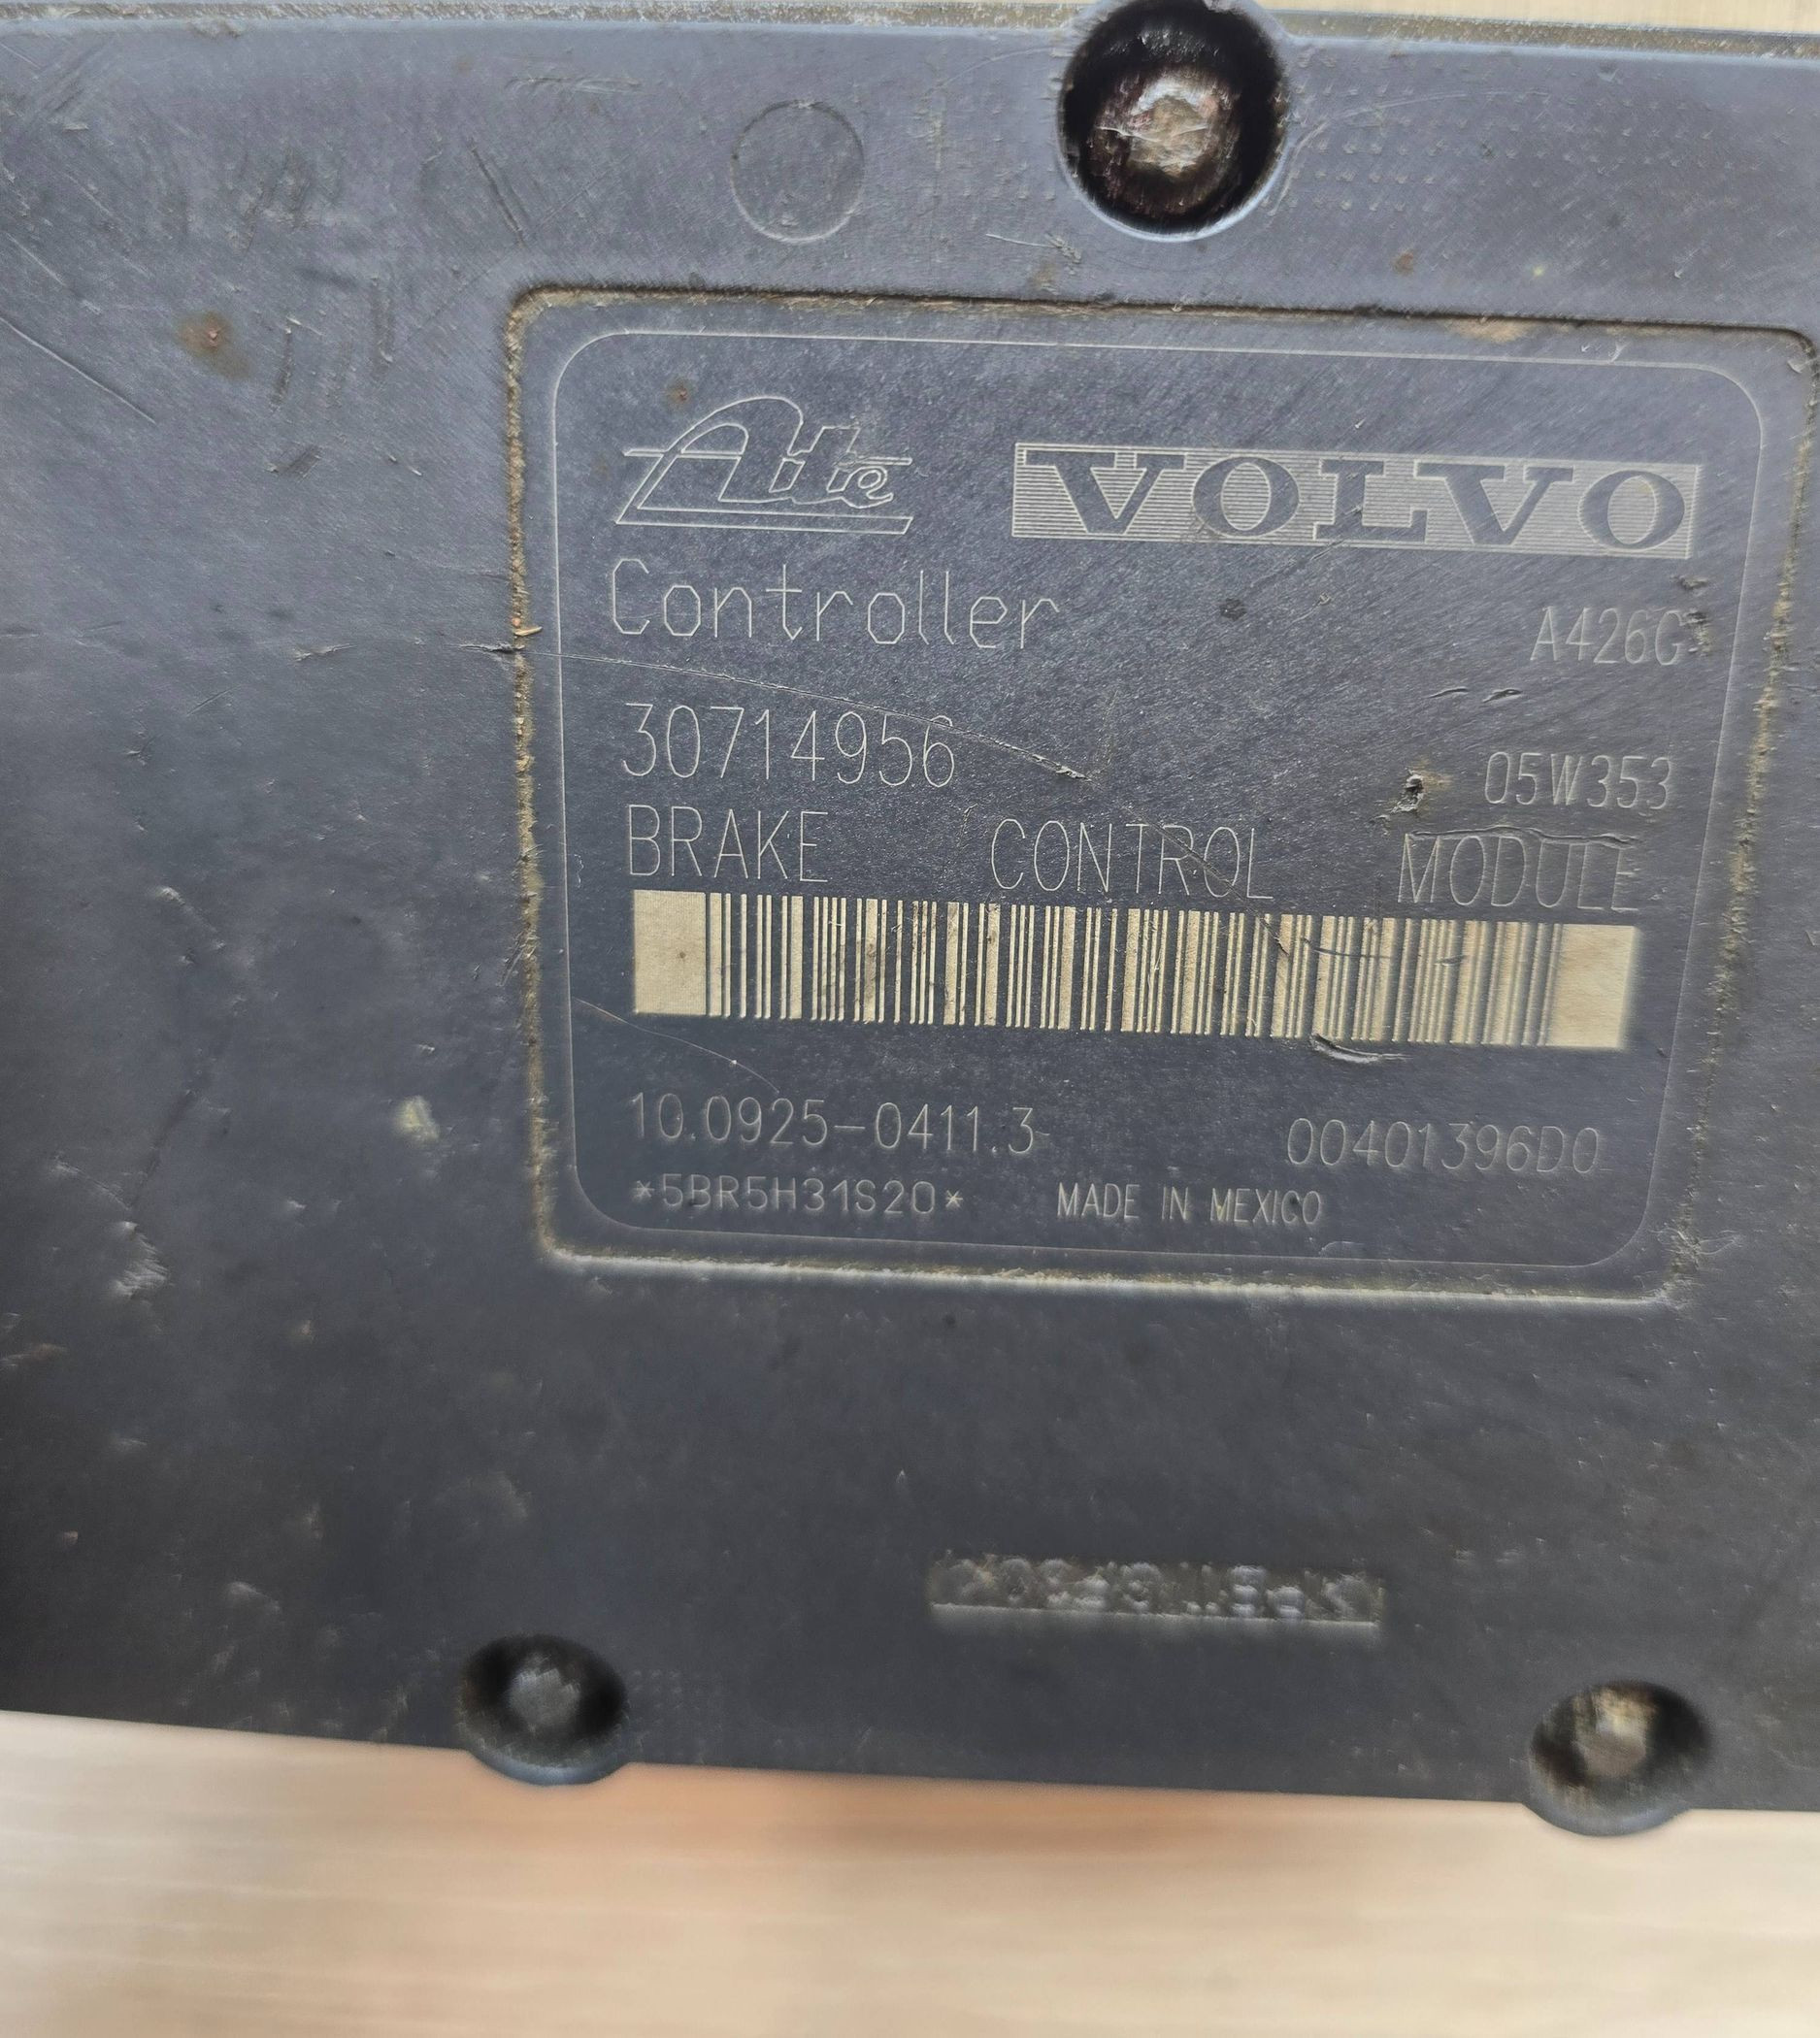 Ate VOLVO
Controller A426G
30714956 05W353
BRAKE CONTROL MODULE
10.0925-0411.3 00401396D0
*5BR5H31S20* MADE IN MEXICO